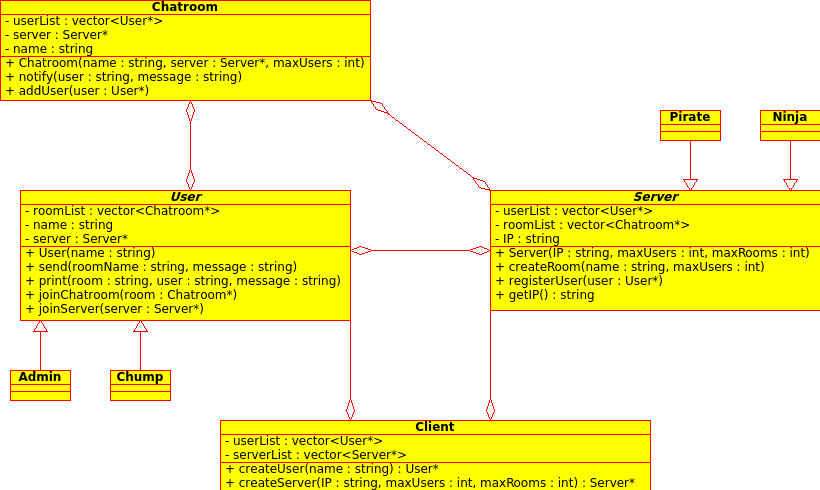 Chatroom
- userList : vector<User*>
- server : Server*
- name : string
+ Chatroom(name : string, server : Server*, maxUsers : int)
+ notify(user : string, message : string)
+ addUser(user : User*)
Pirate
Ninja
User
- roomList : vector<Chatroom*>
- name : string
- server : Server*
+ User(name : string)
+ send(roomName : string, message : string)
+ print(room : string, user : string, message : string)
+ joinChatroom(room : Chatroom*)
+ joinServer(server : Server*)
Server
- userList : vector<User*>
- roomList : vector<Chatroom*>
- IP : string
+ Server(IP : string, maxUsers : int, maxRooms : int)
+ createRoom(name : string, maxUsers : int)
+ registerUser(user : User*)
+ getIP() : string
Admin
Chump
Client
- userList : vector<User*>
- serverList : vector<Server*>
+ createUser(name : string) : User*
+ createServer(IP : string, maxUsers : int, maxRooms : int) : Server*